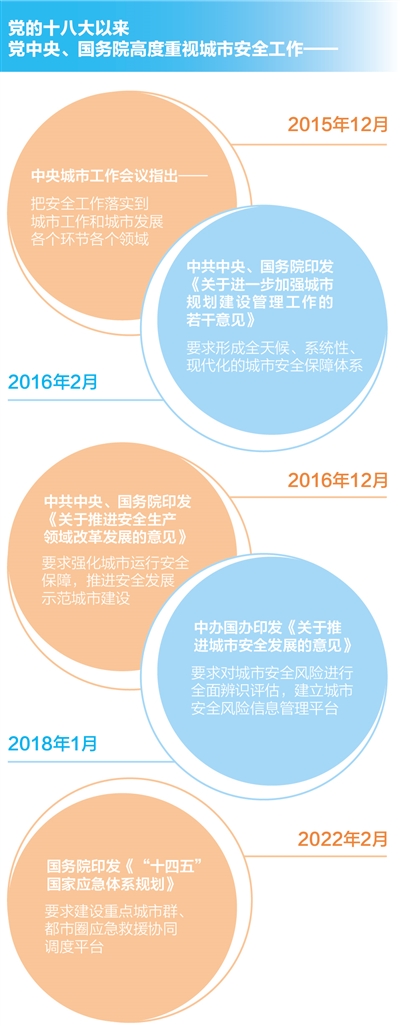 党的十八大以来
党中央、国务院高度重视城市安全工作——
2015年12月
中央城市工作会议指出——
把安全工作落实到
城市工作和城市发展
各个环节各个领域
中共中央、国务院印发
《关于进一步加强城市
规划建设管理工作的
若干意见》
要求形成全天候、系统性、
现代化的城市安全保障体系
2016年2月
2016年12月
中共中央、国务院印发
《关于推进安全生产
领域改革发展的意见》
要求强化城市运行安全
保障，推进安全发展
示范城市建设
中办国办印发《关于推
进城市安全发展的意见》
要求对城市安全风险进行
全面辨识评估，建立城市
安全风险信息管理平台
2018年1月
2022年2月
国务院印发《“十四五”
国家应急体系规划》
要求建设重点城市群、
都市圈应急救援协同
调度平台